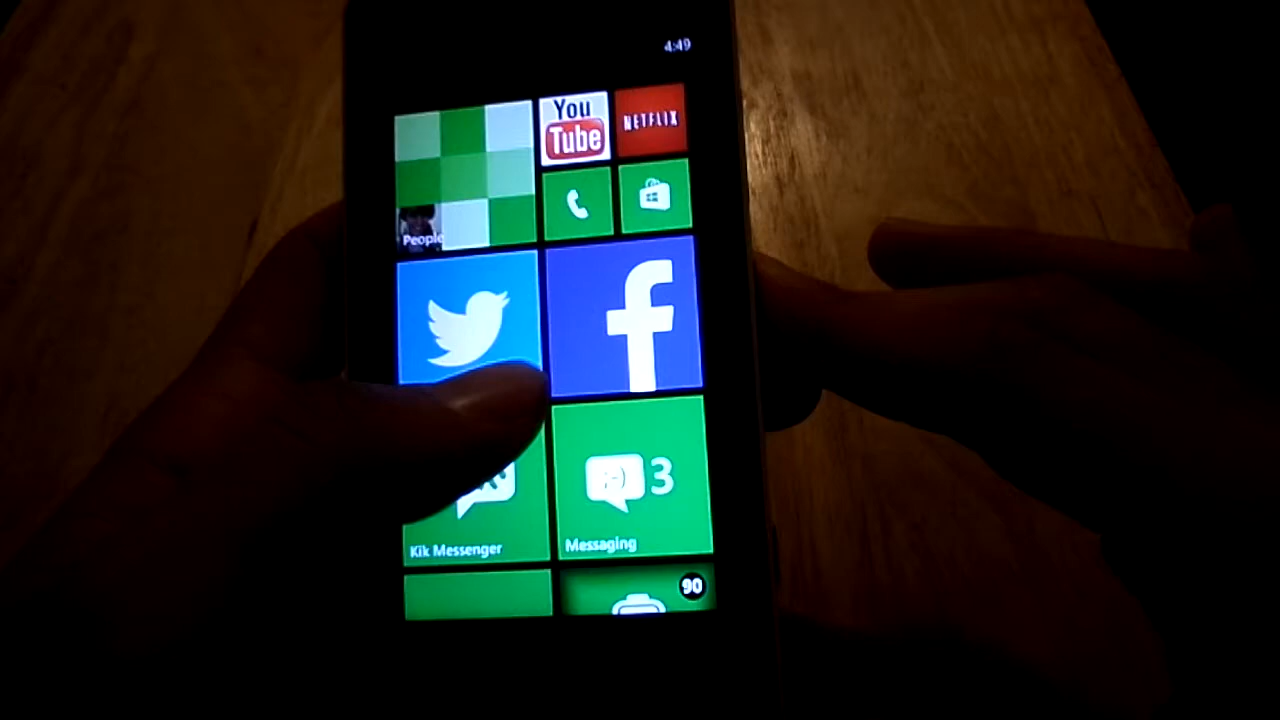 4:49
You
Tube
NETFLIX
People
3
Kik Messenger
Messaging
90